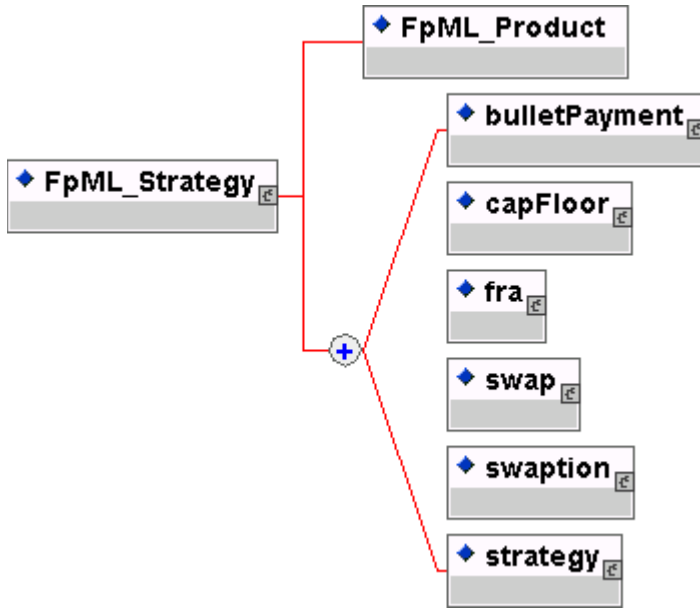 FpML_Product
bulletPayment
FpML_Strategy
capFloor
fra
swap
swaption
strategy